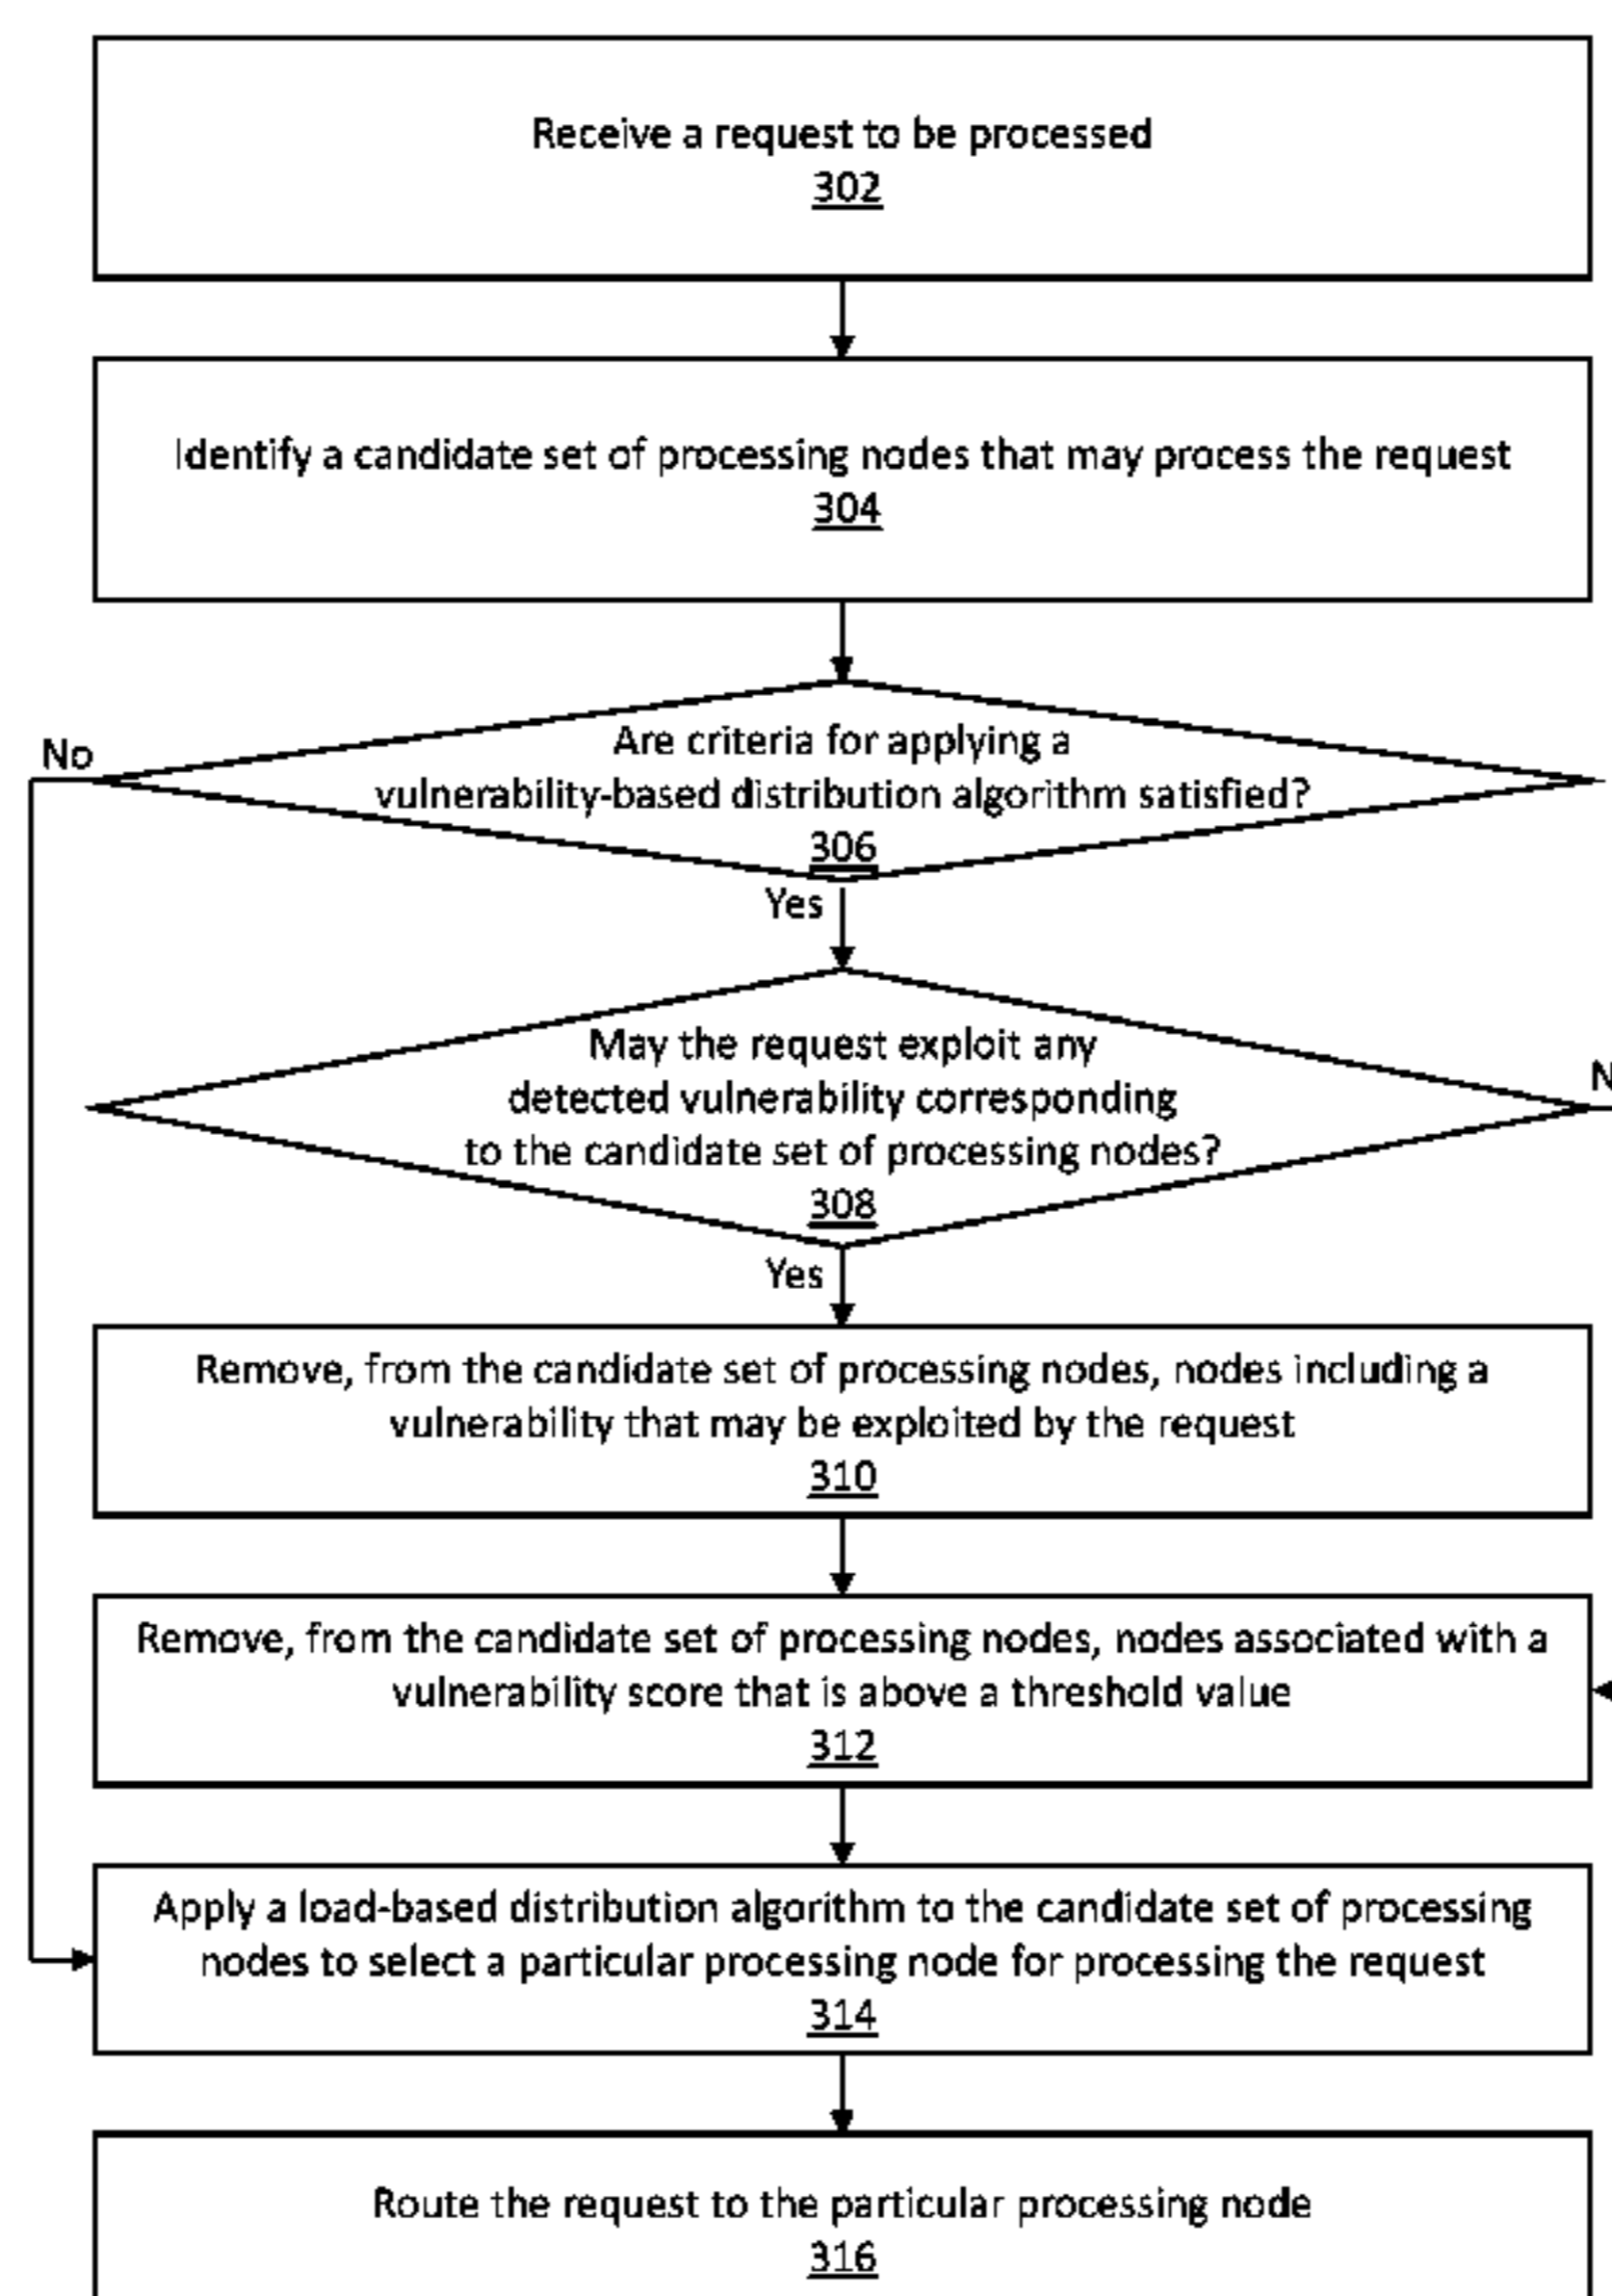 Receive a request to be processed
302
Identify a candidate set of processing nodes that may process the request
304
No
Are criteria for applying a
vulnerability-based distribution algorithm satisfied?
306
Yes
May the request exploit any
detected vulnerability corresponding
to the candidate set of processing nodes?
308
Yes
Remove, from the candidate set of processing nodes, nodes including a
vulnerability that may be exploited by the request
310
Remove, from the candidate set of processing nodes, nodes associated with a
vulnerability score that is above a threshold value
312
Apply a load-based distribution algorithm to the candidate set of processing
nodes to select a particular processing node for processing the request
314
Route the request to the particular processing node
316